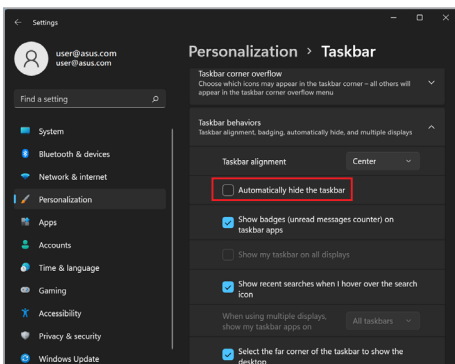 Settings
user@asus.com
user@asus.com
Find a setting
System
Bluetooth & devices
Network & internet
Personalization
Apps
Accounts
Time & language
Gaming
Accessibility
Privacy & security
Windows Update
Personalization > Taskbar
Taskbar corner overflow
Choose which icons may appear in the taskbar corner – all others will
appear in the taskbar corner overflow menu
Taskbar behaviors
Taskbar alignment, badging, automatically hide, and multiple displays
Taskbar alignment
Center
Automatically hide the taskbar
Show badges (unread messages counter) on
taskbar apps
Show my taskbar on all displays
Show recent searches when I hover over the search
icon
When using multiple displays,
show my taskbar apps on
All taskbars
Select the far corner of the taskbar to show the
desktop